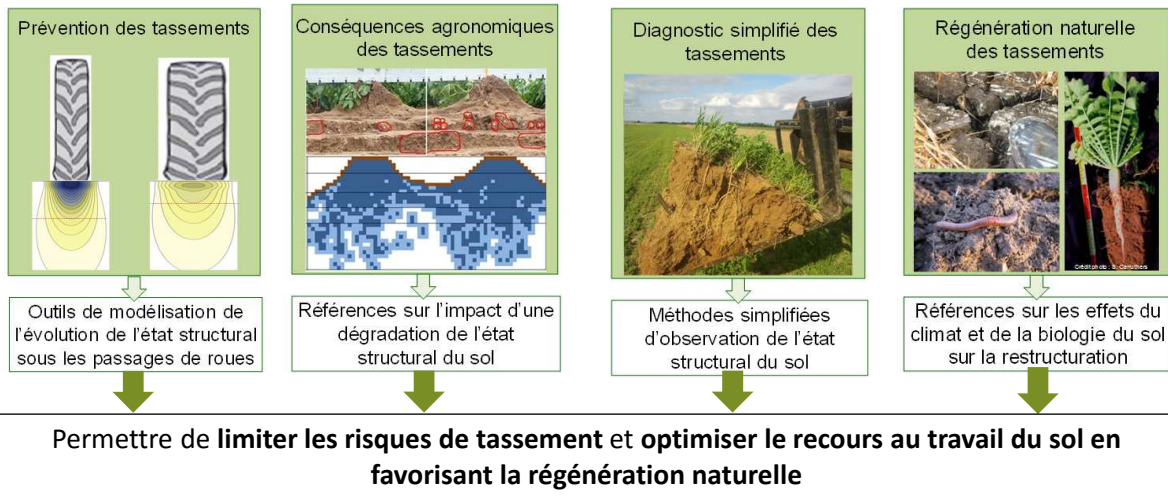 Prévention des tassements
Conséquences agronomiques
des tassements
Diagnostic simplifié des
tassements
Régénération naturelle
des tassements
Crédit photo : B. Carruthers
Outils de modélisation de
l'évolution de l'état structural
sous les passages de roues
Références sur l'impact d'une
dégradation de l'état
structural du sol
Méthodes simplifiées
d'observation de l'état
structural du sol
Références sur les effets du
climat et de la biologie du sol
sur la restructuration
Permettre de limiter les risques de tassement et optimiser le recours au travail du sol en
favorisant la régénération naturelle